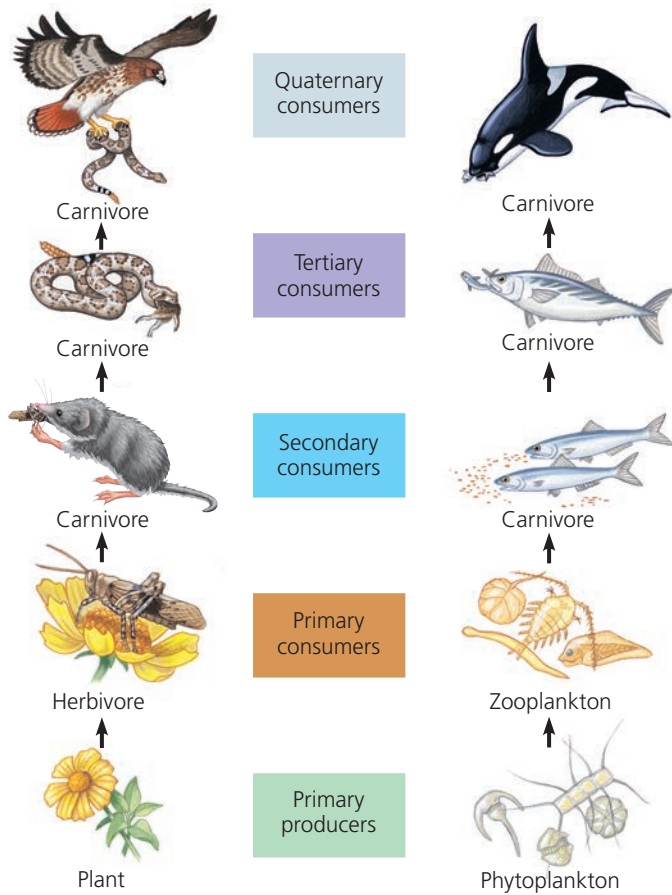 Quaternary
consumers
Carnivore
Carnivore
Tertiary
consumers
Carnivore
Carnivore
Secondary
consumers
Carnivore
Carnivore
Primary
consumers
Herbivore
Zooplankton
Primary
producers
Plant
Phytoplankton